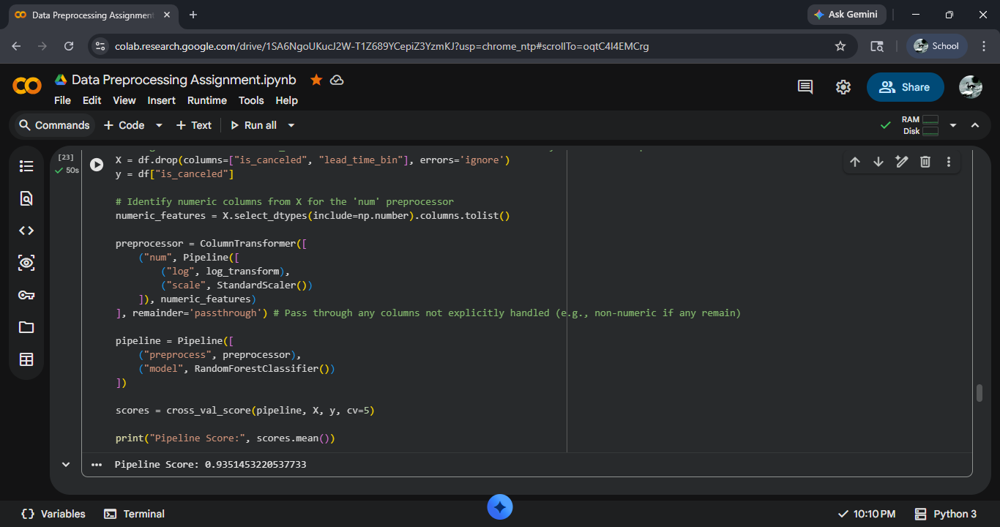 Data Preprocessing Assignment
Ask Gemini
colab.research.google.com/drive/1SA6NgoUKucJ2W-T1Z689YCepiZ3YzmKJ?usp=chrome_ntp#scrollTo=oqtC4I4EMCrg
School
Data Preprocessing Assignment.ipynb
File Edit View Insert Runtime Tools Help
Share
Commands + Code + Text Run all
RAM
Disk
[23]
50s
X = df.drop(columns=["is_canceled", "lead_time_bin"], errors='ignore')
y = df["is_canceled"]
# Identify numeric columns from X for the 'num' preprocessor
numeric_features = X.select_dtypes(include=np.number).columns.tolist()
preprocessor = ColumnTransformer([
("num", Pipeline([
("log", log_transform),
("scale", StandardScaler())
]), numeric_features)
], remainder='passthrough') # Pass through any columns not explicitly handled (e.g., non-numeric if any remain)
pipeline = Pipeline([
("preprocess", preprocessor),
("model", RandomForestClassifier())
])
scores = cross_val_score(pipeline, X, y, cv=5)
print("Pipeline Score:", scores.mean())
Pipeline Score: 0.9351453220537733
Variables Terminal
10:10 PM Python 3